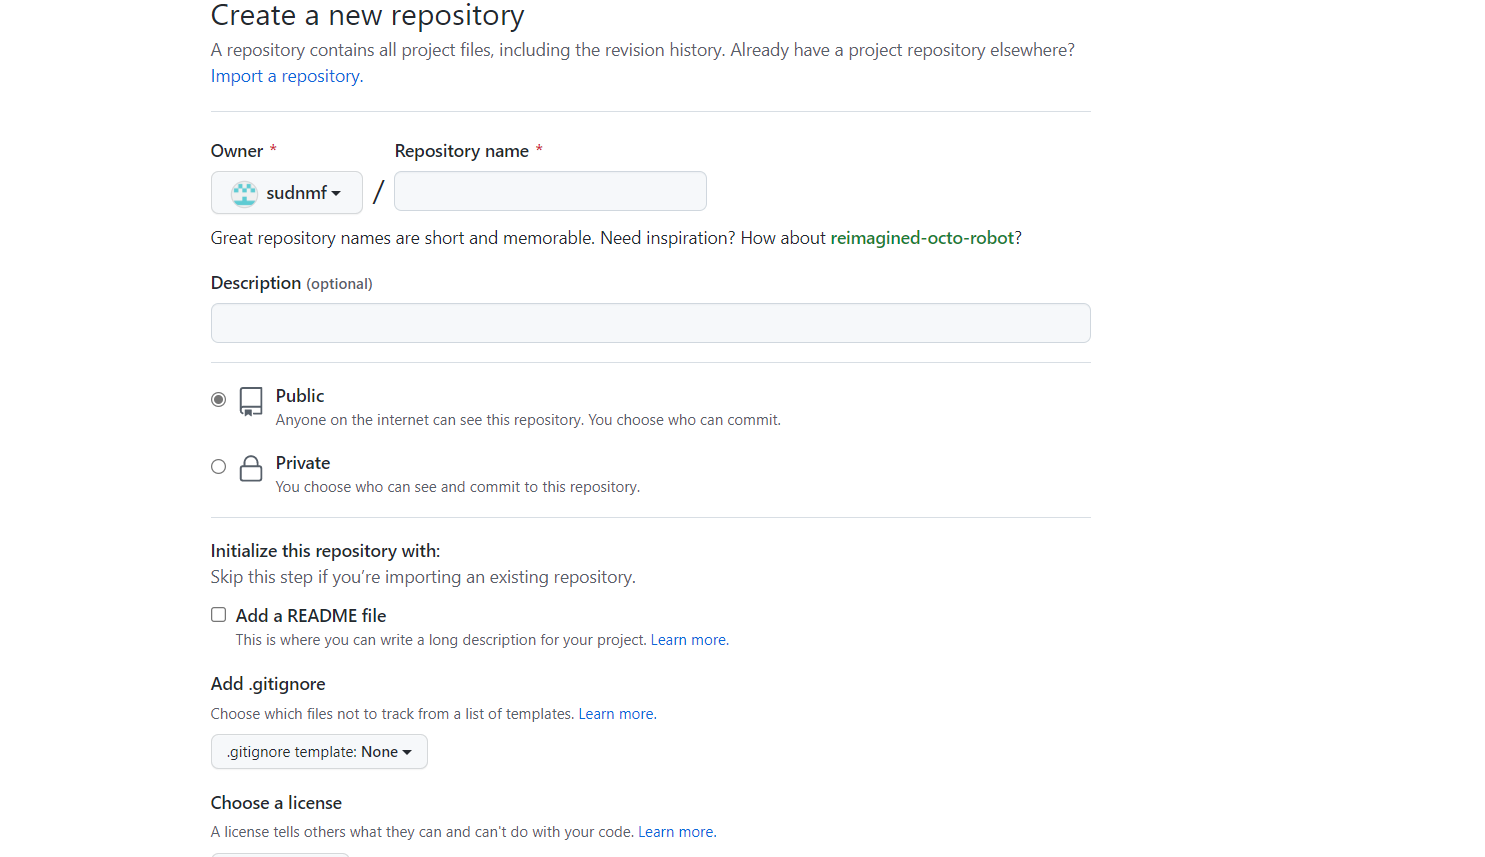 Create a new repository
A repository contains all project files, including the revision history. Already have a project repository elsewhere?
Import a repository.
Owner * Repository name *
sudnmf /
Great repository names are short and memorable. Need inspiration? How about reimagined-octo-robot?
Description (optional)
Public
Anyone on the internet can see this repository. You choose who can commit.
Private
You choose who can see and commit to this repository.
Initialize this repository with:
Skip this step if you’re importing an existing repository.
Add a README file
This is where you can write a long description for your project. Learn more.
Add .gitignore
Choose which files not to track from a list of templates. Learn more.
.gitignore template: None
Choose a license
A license tells others what they can and can't do with your code. Learn more.